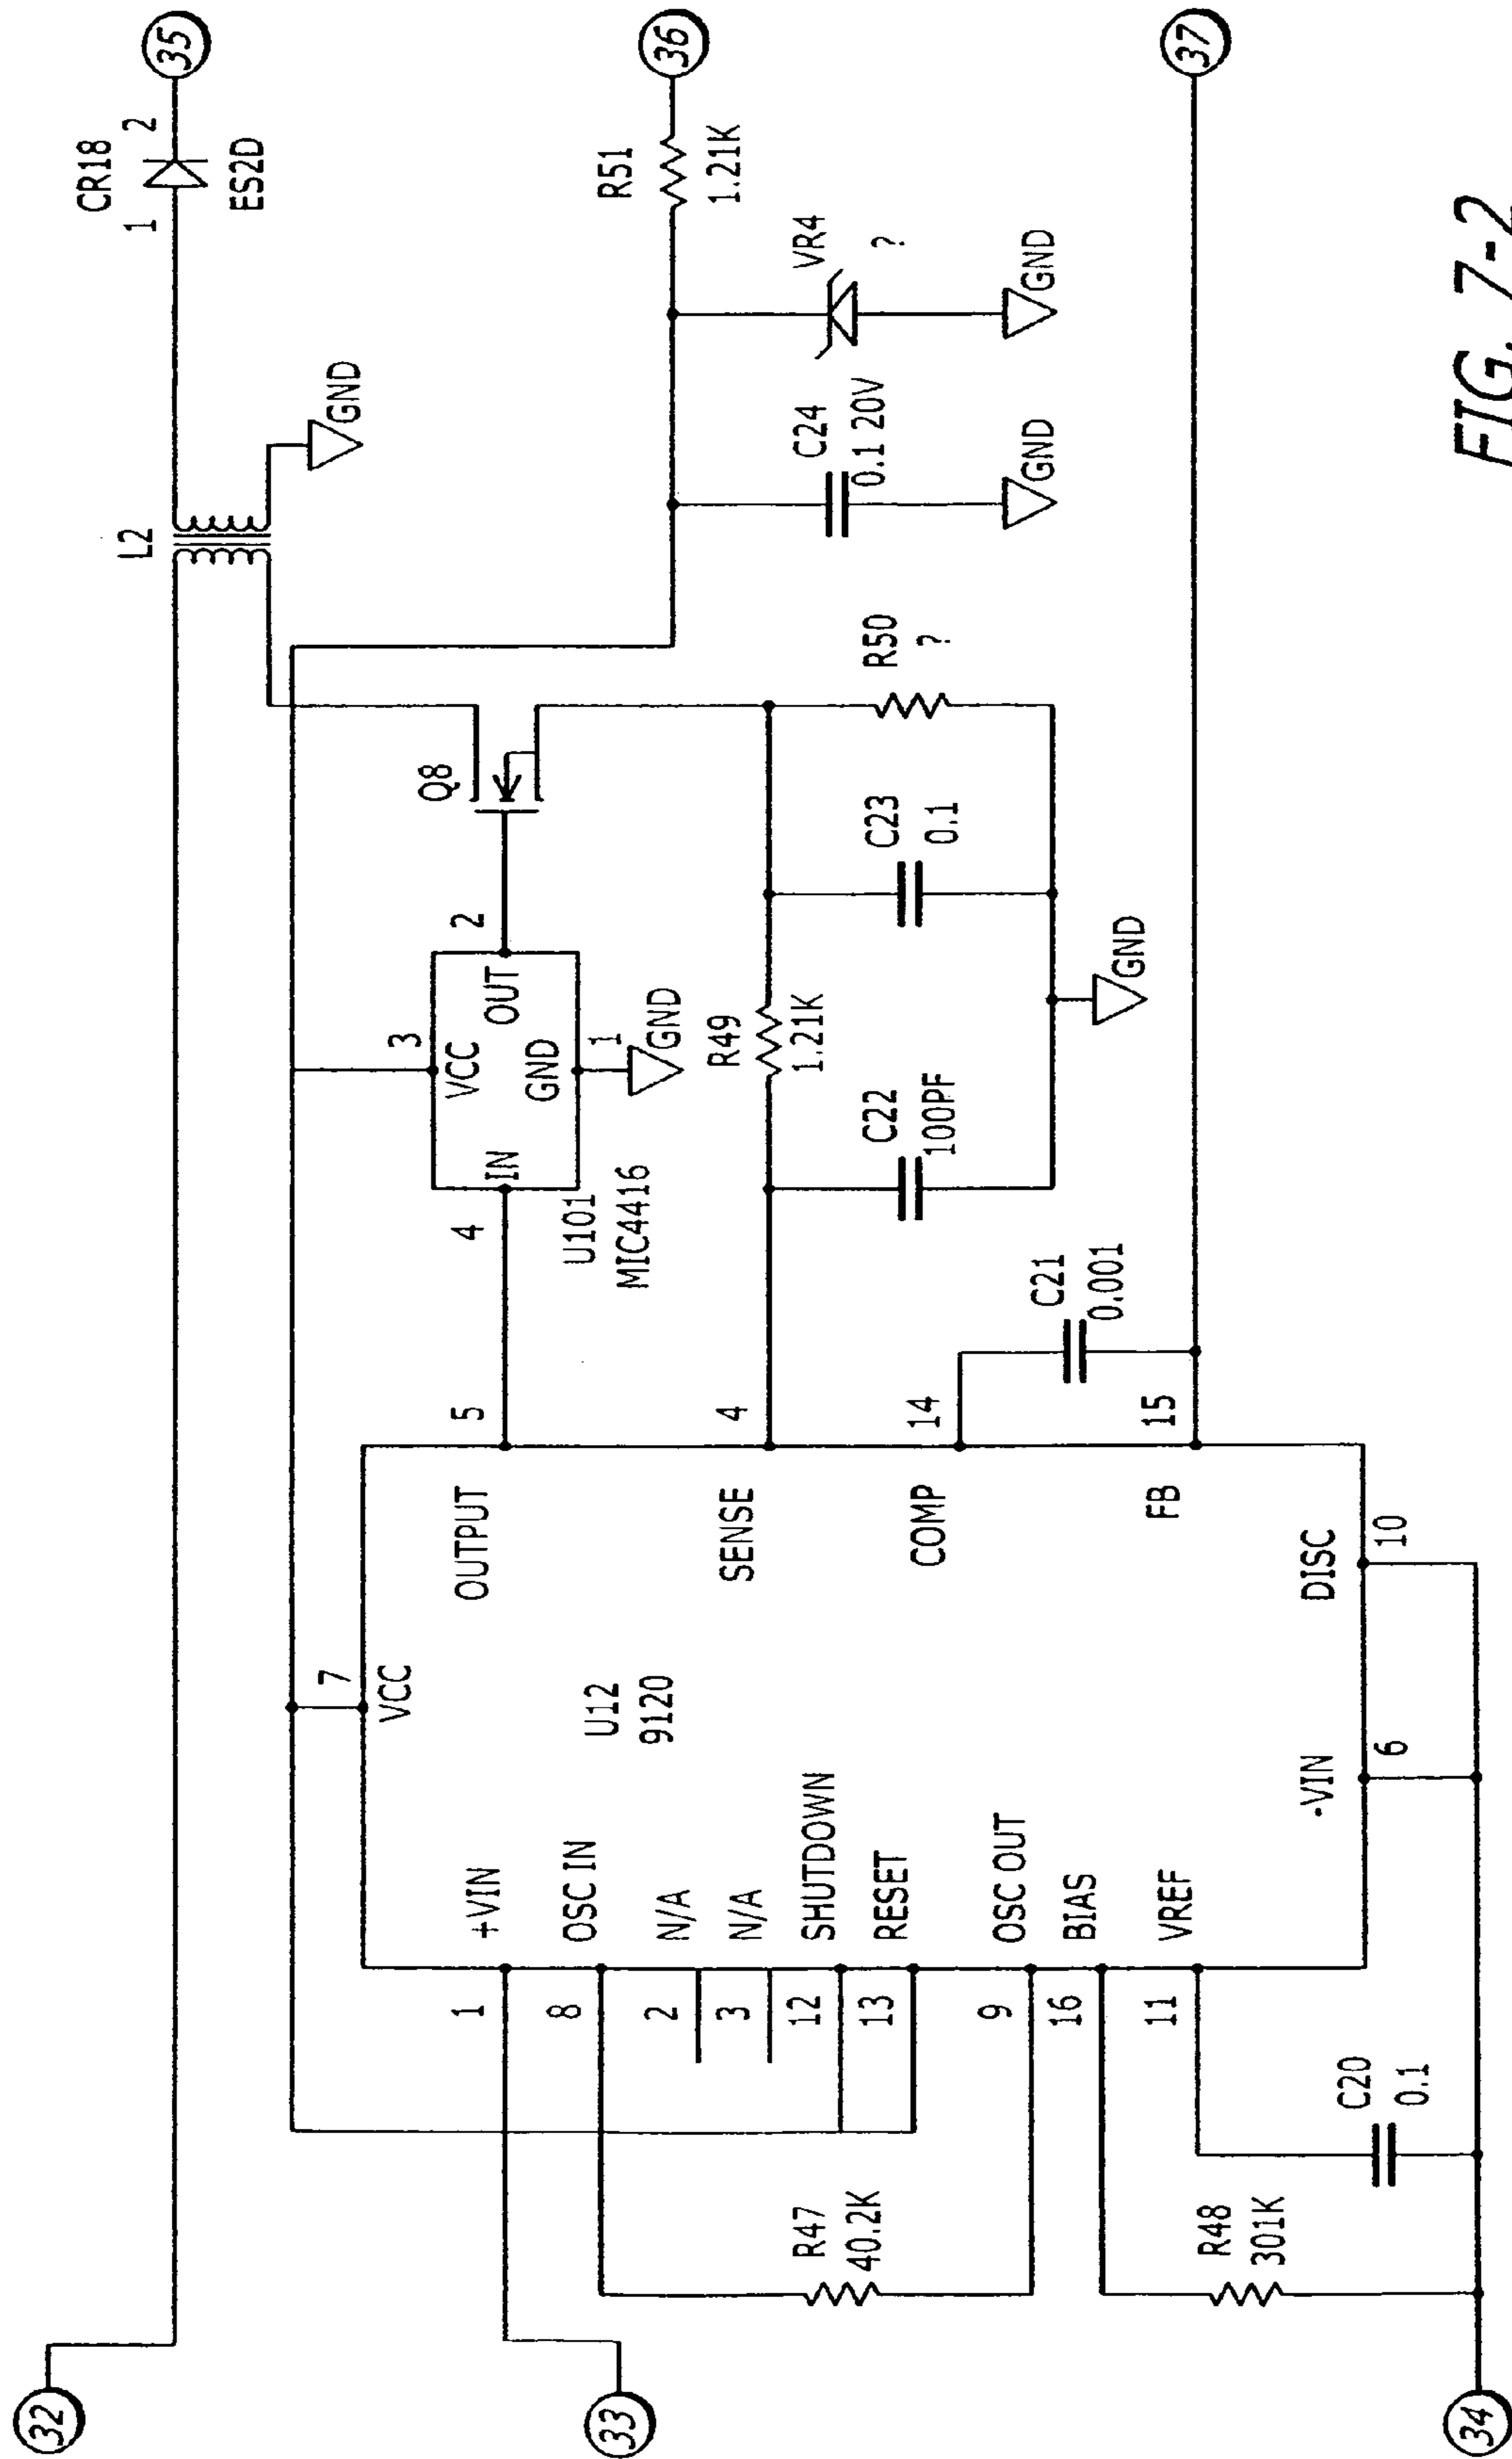 32
L2
CR18
1
2
ES2D
35
GND
33
34
36
37
U12
9120
7
VCC
1
+VIN
8
OSC IN
2
N/A
3
N/A
12
SHUTDOWN
13
RESET
9
OSC OUT
16
BIAS
11
VREF
-VIN
6
DISC
10
OUTPUT
5
SENSE
4
COMP
14
FB
15
R47
40.2K
R48
301K
C20
0.1
4
IN
3
VCC
OUT
2
GND
1
GND
U101
MIC4416
Q8
R49
1.21K
C22
100PF
C23
0.1
R50
?
GND
C21
0.001
C24
0.1 20V
GND
VR4
?
GND
R51
1.21K
FIG. 7-2